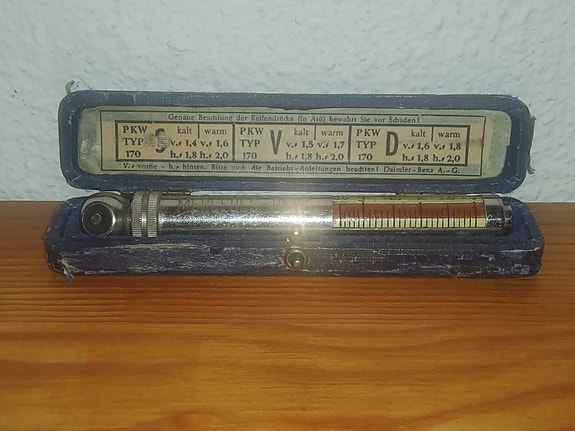 Genaue Beachtung der Reifendrücke (in Atü) bewahrt Sie vor Schaden!
PKW S kalt warm PKW V kalt warm PKW D kalt warm
TYP v. 1,4 v. 1,6 TYP v. 1,5 v. 1,7 TYP v. 1,6 v. 1,8
170 h. 1,8 h. 2,0 170 h. 1,8 h. 2,0 170 h. 1,8 h. 2,0
V. vorne - h. hinten. Bitte auch die Betriebs-Anleitungen beachten! Daimler-Benz A.-G.